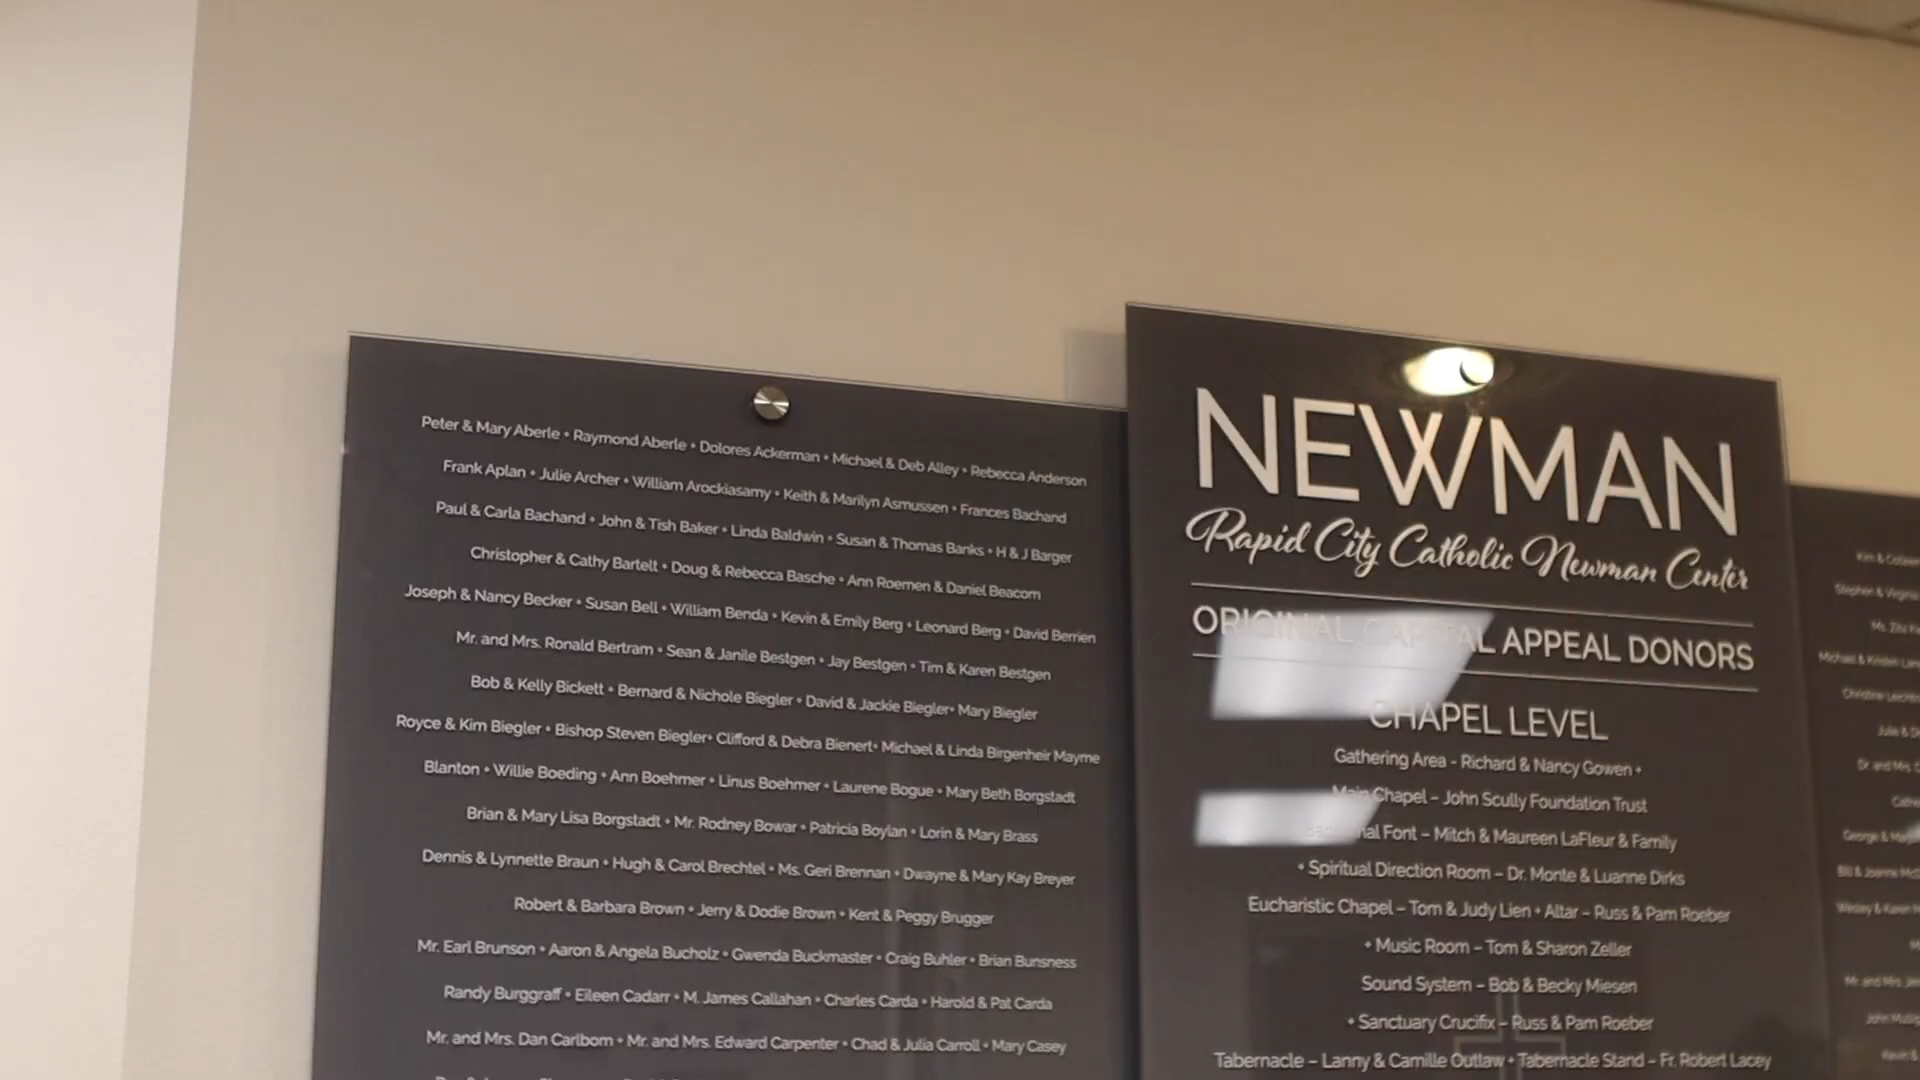 Peter & Mary Aberle • Raymond Aberle • Dolores Ackerman • Michael & Deb Alley • Rebecca Anderson
Frank Aplan • Julie Archer • William Arockiasamy • Keith & Marilyn Asmussen • Frances Bachand
Paul & Carla Bachand • John & Tish Baker • Linda Baldwin • Susan & Thomas Banks • H & J Barger
Christopher & Cathy Bartelt • Doug & Rebecca Basche • Ann Roemen & Daniel Beacom
Joseph & Nancy Becker • Susan Bell • William Benda • Kevin & Emily Berg • Leonard Berg • David Berrien
Mr. and Mrs. Ronald Bertram • Sean & Janile Bestgen • Jay Bestgen • Tim & Karen Bestgen
Bob & Kelly Bickett • Bernard & Nichole Biegler • David & Jackie Biegler• Mary Biegler
Royce & Kim Biegler • Bishop Steven Biegler• Clifford & Debra Bienert• Michael & Linda Birgenheir Mayme
Blanton • Willie Boeding • Ann Boehmer • Linus Boehmer • Laurene Bogue • Mary Beth Borgstadt
Brian & Mary Lisa Borgstadt • Mr. Rodney Bowar • Patricia Boylan • Lorin & Mary Brass
Dennis & Lynnette Braun • Hugh & Carol Brechtel • Ms. Geri Brennan • Dwayne & Mary Kay Breyer
Robert & Barbara Brown • Jerry & Dodie Brown • Kent & Peggy Brugger
Mr. Earl Brunson • Aaron & Angela Bucholz • Gwenda Buckmaster • Craig Buhler • Brian Bunsness
Randy Burggraff • Eileen Cadarr • M. James Callahan • Charles Carda • Harold & Pat Carda
Mr. and Mrs. Dan Carlbom • Mr. and Mrs. Edward Carpenter • Chad & Julia Carroll • Mary Casey
NEWMAN
Rapid City Catholic Newman Center
ORIGINAL CAPITAL APPEAL DONORS
CHAPEL LEVEL
Gathering Area - Richard & Nancy Gowen •
Main Chapel – John Scully Foundation Trust
Font – Mitch & Maureen LaFleur & Family
• Spiritual Direction Room – Dr. Monte & Luanne Dirks
Eucharistic Chapel – Tom & Judy Lien • Altar – Russ & Pam Roeber
• Music Room – Tom & Sharon Zeller
Sound System – Bob & Becky Miesen
• Sanctuary Crucifix – Russ & Pam Roeber
Tabernacle – Lanny & Camille Outlaw • Tabernacle Stand – Fr. Robert Lacey